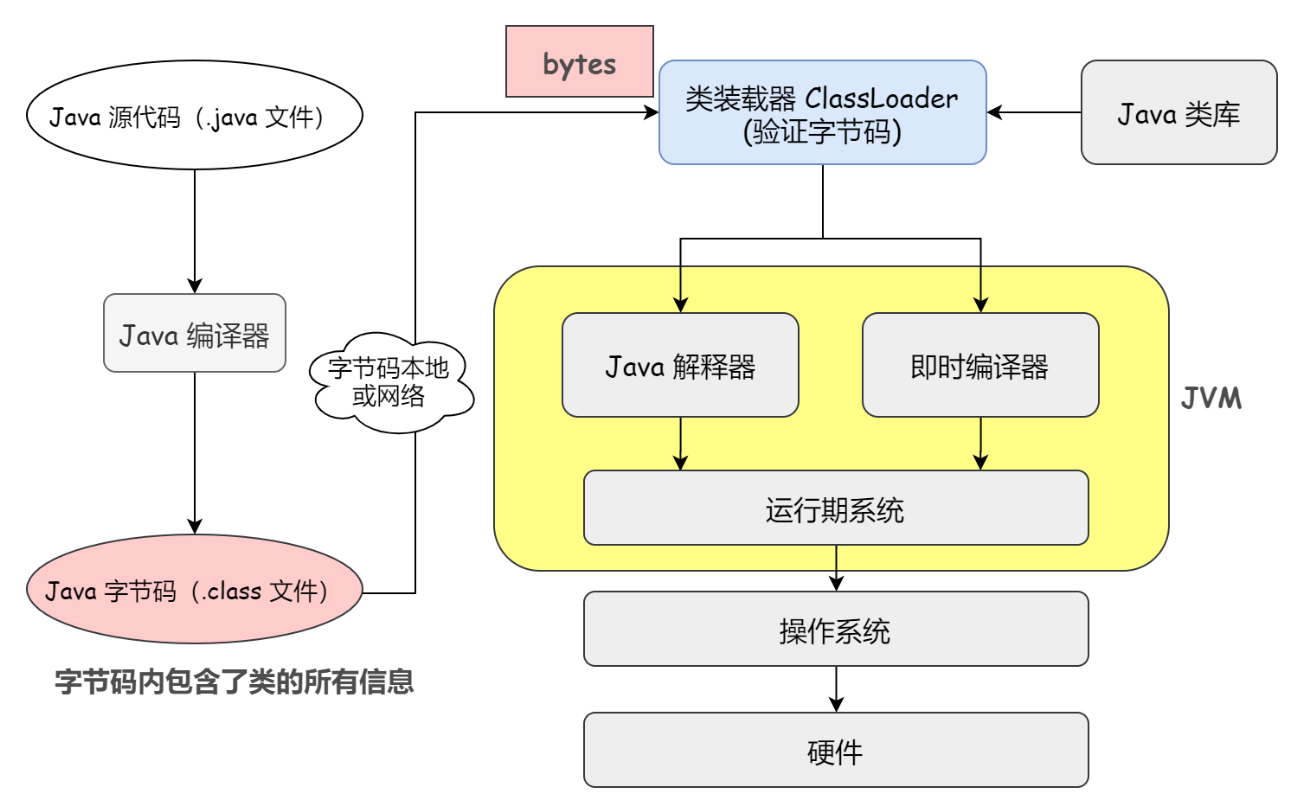 bytes
Java 源代码（.java 文件）
类装载器 ClassLoader
(验证字节码)
Java 类库
Java 编译器
字节码本地
或网络
Java 解释器
即时编译器
JVM
运行期系统
Java 字节码（.class 文件）
操作系统
字节码内包含了类的所有信息
硬件